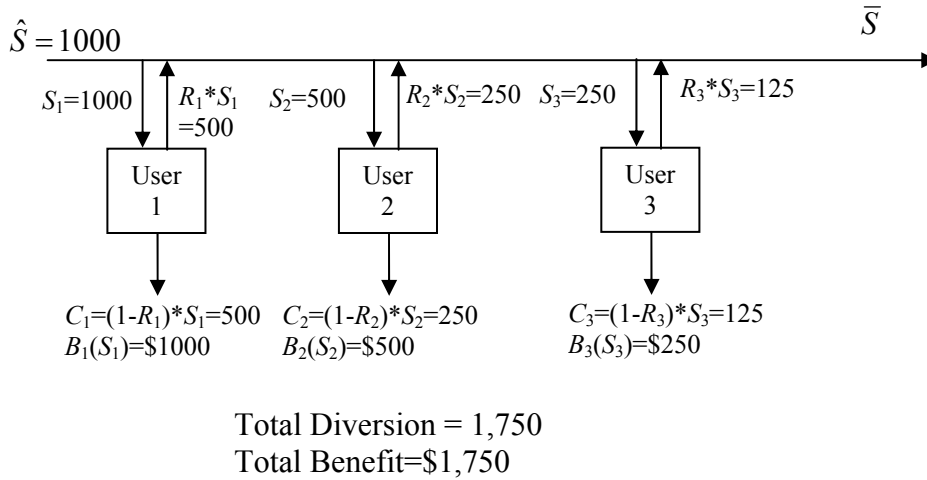 Ŝ = 1000
S̅
S₁=1000
R₁*S₁
=500
S₂=500
R₂*S₂=250
S₃=250
R₃*S₃=125
User
1
User
2
User
3
C₁=(1-R₁)*S₁=500
B₁(S₁)=$1000
C₂=(1-R₂)*S₂=250
B₂(S₂)=$500
C₃=(1-R₃)*S₃=125
B₃(S₃)=$250
Total Diversion = 1,750
Total Benefit=$1,750